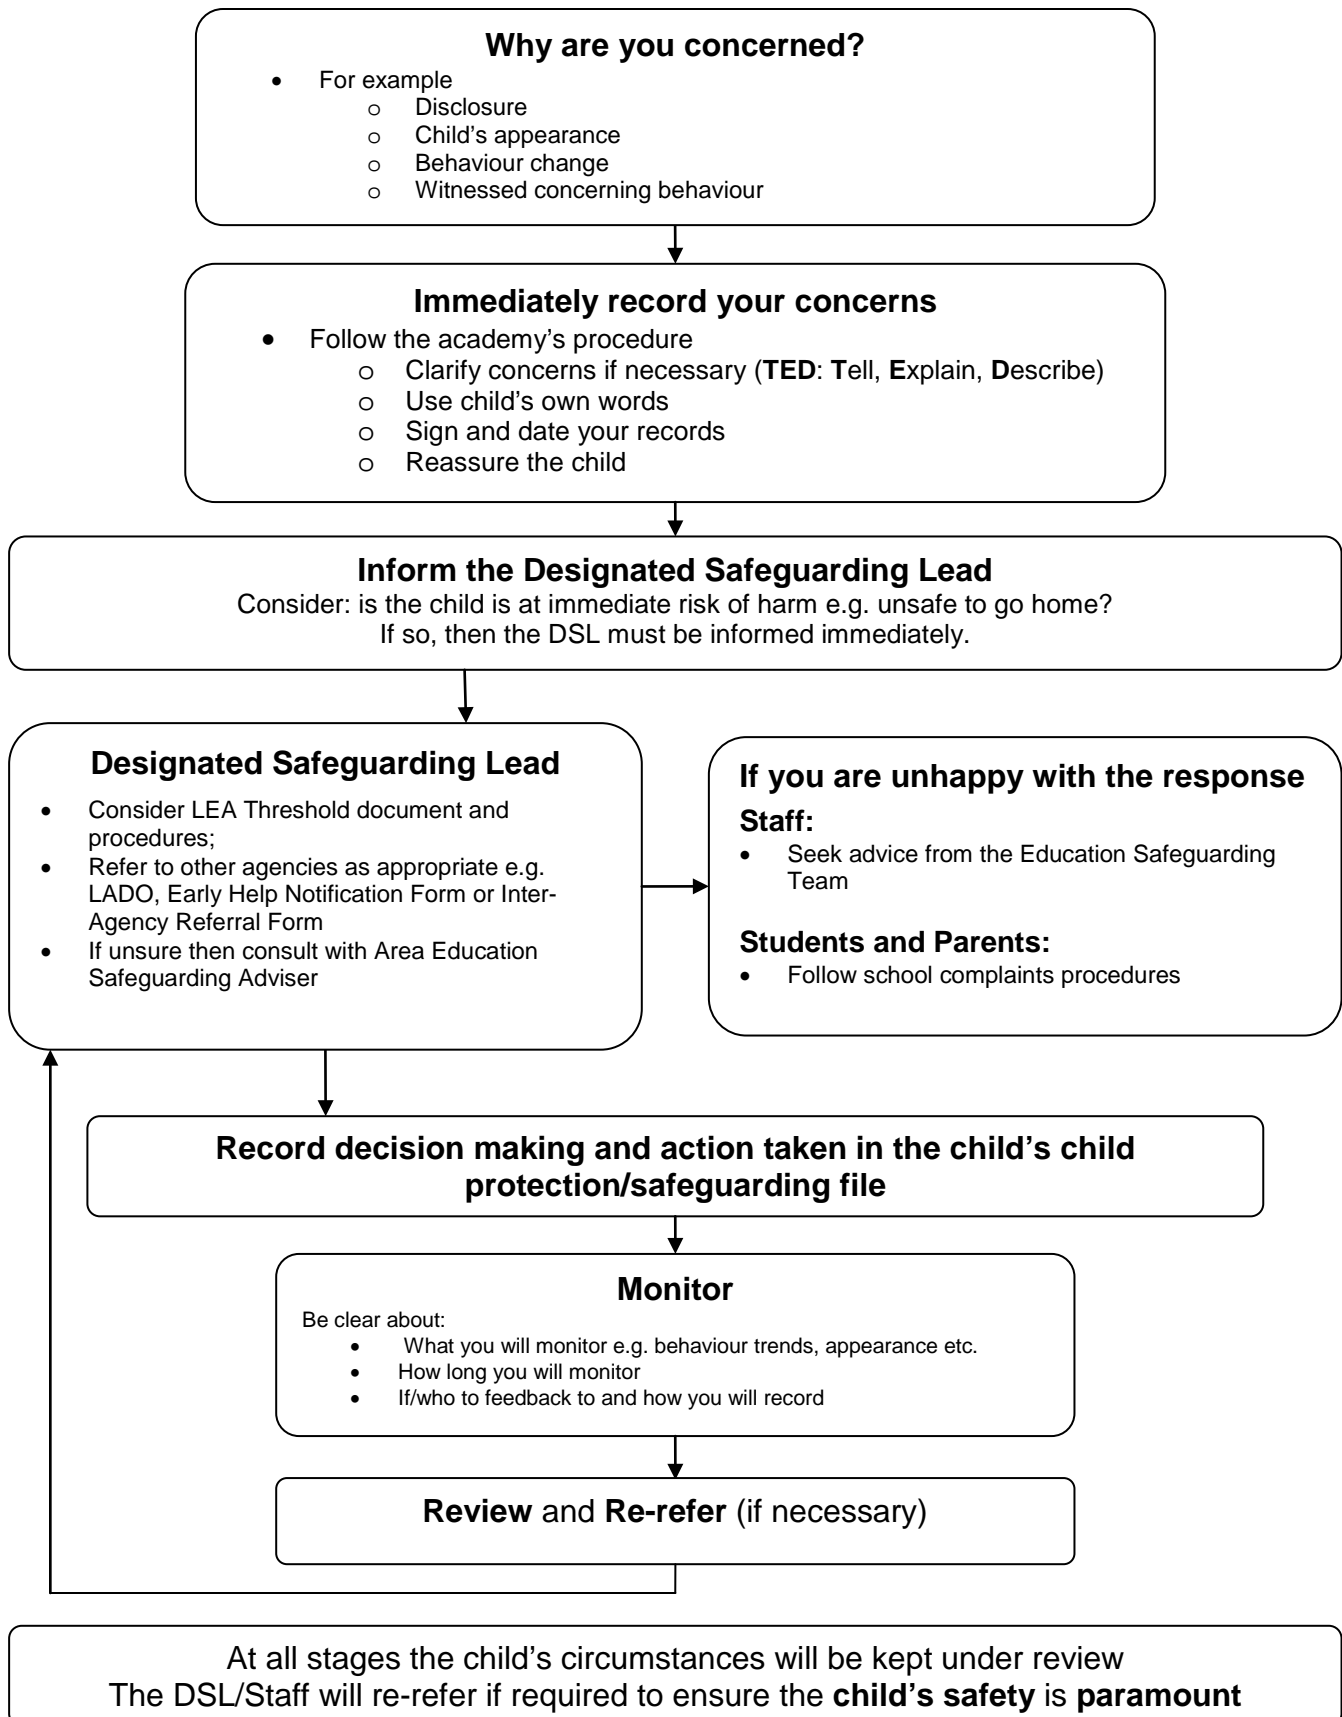 Why are you concerned?
• For example
o Disclosure
o Child's appearance
o Behaviour change
o Witnessed concerning behaviour
Immediately record your concerns
• Follow the academy's procedure
o Clarify concerns if necessary (TED: Tell, Explain, Describe)
o Use child's own words
o Sign and date your records
o Reassure the child
Inform the Designated Safeguarding Lead
Consider: is the child is at immediate risk of harm e.g. unsafe to go home?
If so, then the DSL must be informed immediately.
Designated Safeguarding Lead
• Consider LEA Threshold document and
procedures;
• Refer to other agencies as appropriate e.g.
LADO, Early Help Notification Form or Inter-
Agency Referral Form
• If unsure then consult with Area Education
Safeguarding Adviser
If you are unhappy with the response
Staff:
• Seek advice from the Education Safeguarding
Team
Students and Parents:
• Follow school complaints procedures
Record decision making and action taken in the child's child
protection/safeguarding file
Monitor
Be clear about:
• What you will monitor e.g. behaviour trends, appearance etc.
• How long you will monitor
• If/who to feedback to and how you will record
Review and Re-refer (if necessary)
At all stages the child's circumstances will be kept under review
The DSL/Staff will re-refer if required to ensure the child's safety is paramount